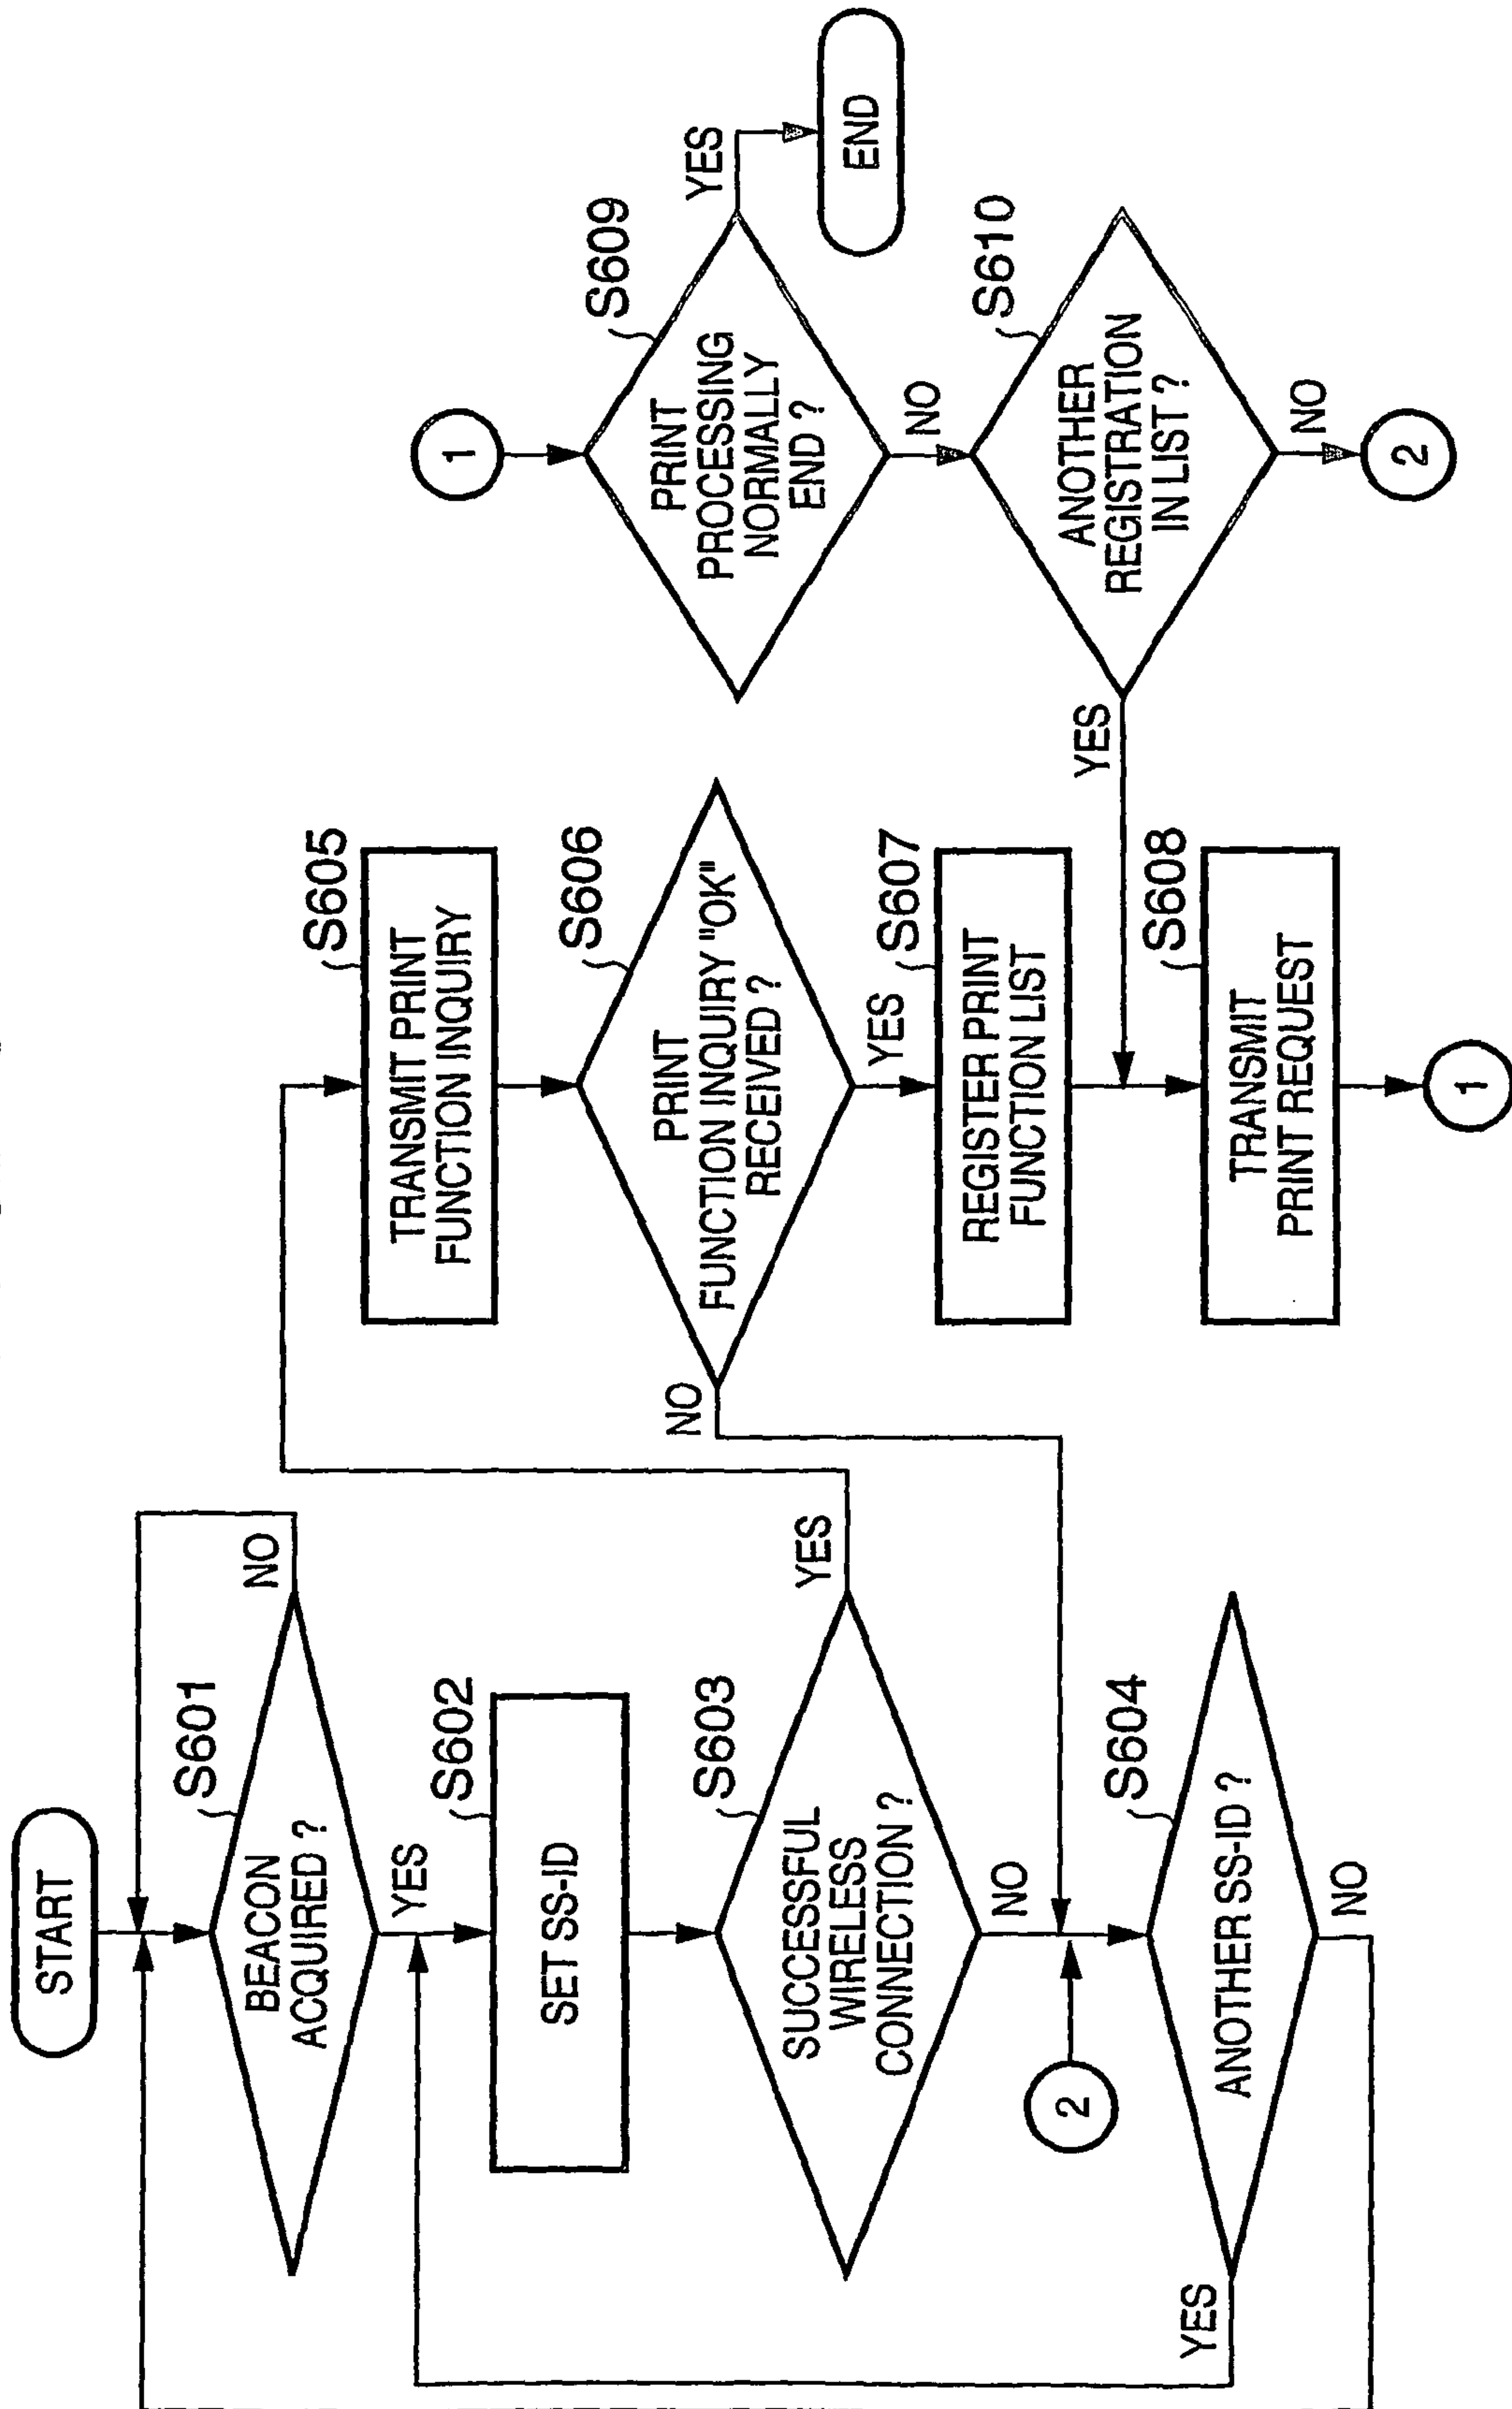 START
S601
BEACON
ACQUIRED ?
NO
YES
S602
SET SS-ID
S603
SUCCESSFUL
WIRELESS
CONNECTION ?
YES
NO
2
S604
ANOTHER SS-ID ?
YES
NO
S605
TRANSMIT PRINT
FUNCTION INQUIRY
S606
PRINT
FUNCTION INQUIRY "OK"
RECEIVED ?
NO
YES
S607
REGISTER PRINT
FUNCTION LIST
S608
TRANSMIT
PRINT REQUEST
1
1
S609
PRINT
PROCESSING
NORMALLY
END ?
YES
END
NO
S610
ANOTHER
REGISTRATION
IN LIST ?
YES
NO
2